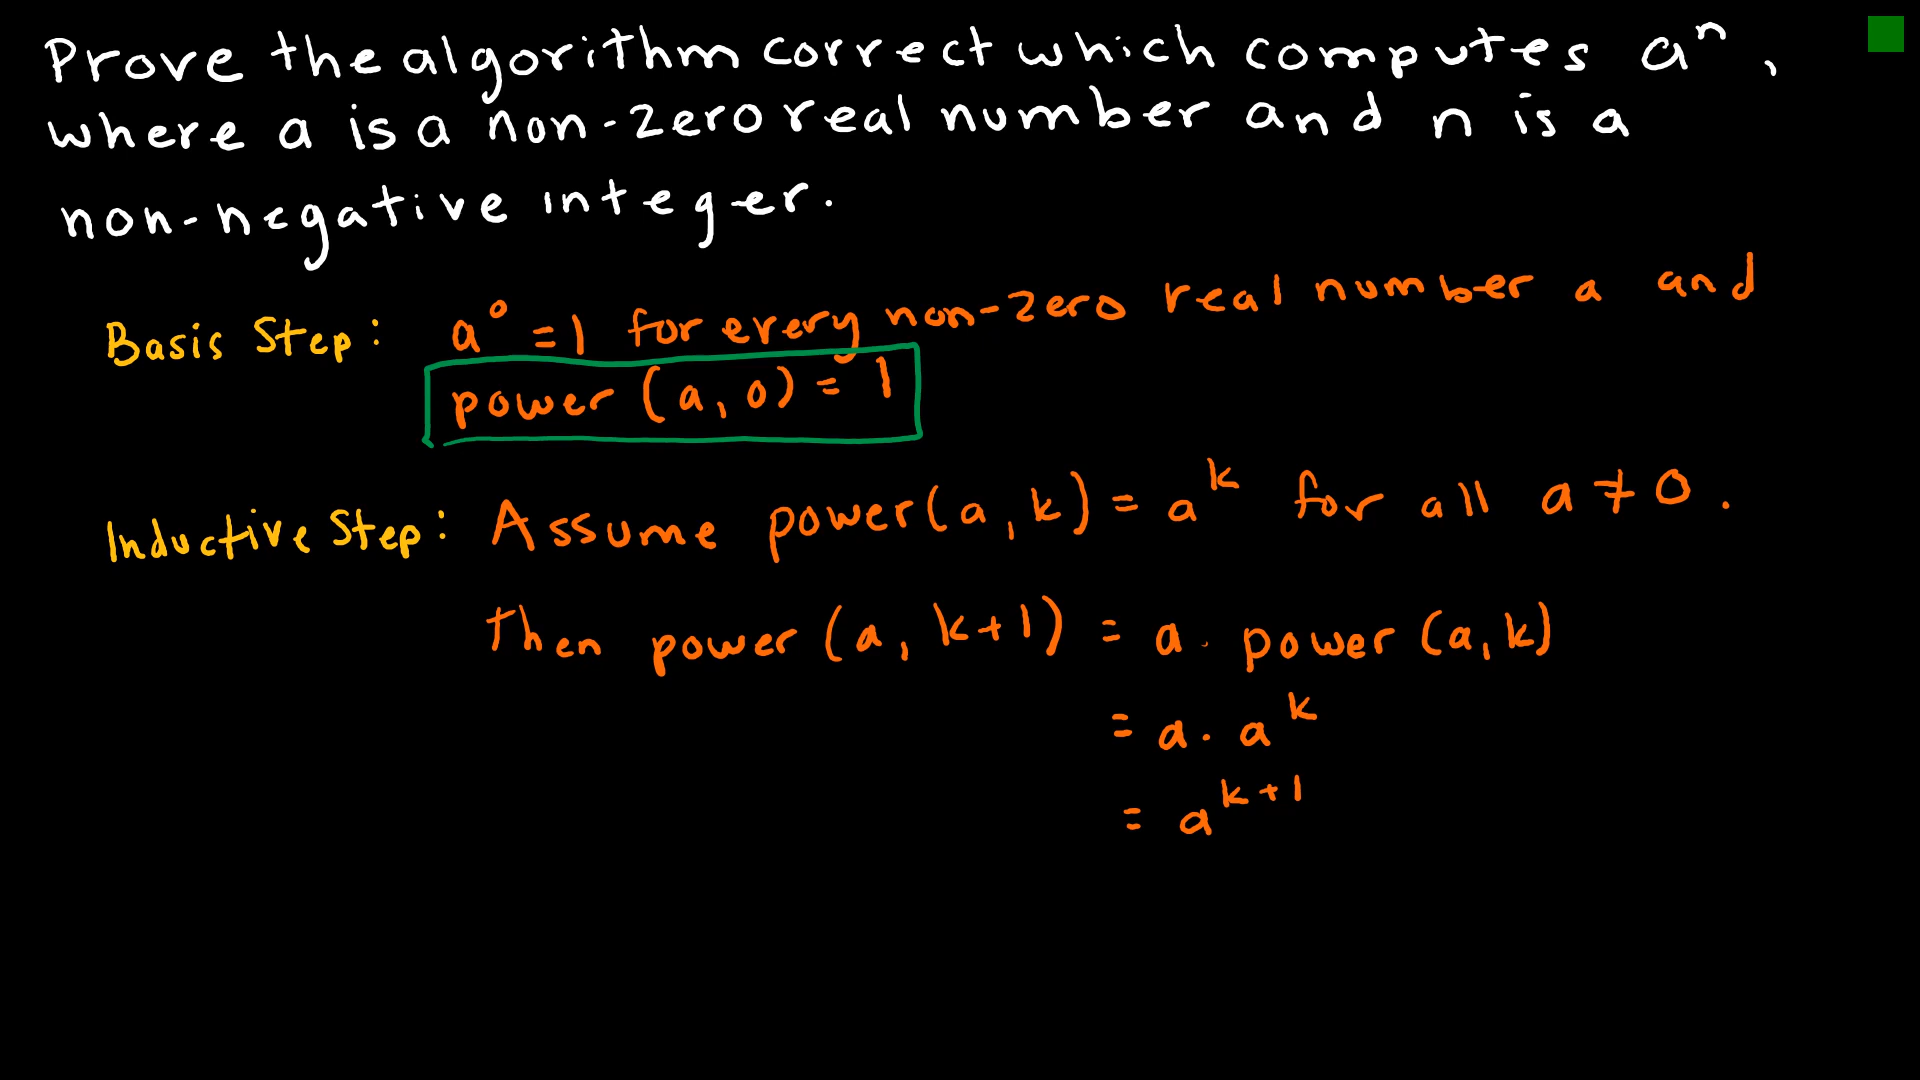 Prove the algorithm correct which computes aⁿ,
where a is a non-zero real number and n is a
non-negative integer.
Basis Step: a⁰ = 1 for every non-zero real number a and
power (a, 0) = 1
Inductive Step: Assume power(a, k) = aᵏ for all a ≠ 0.
then power (a, k+1) = a · power (a, k)
= a · aᵏ
= aᵏ⁺¹